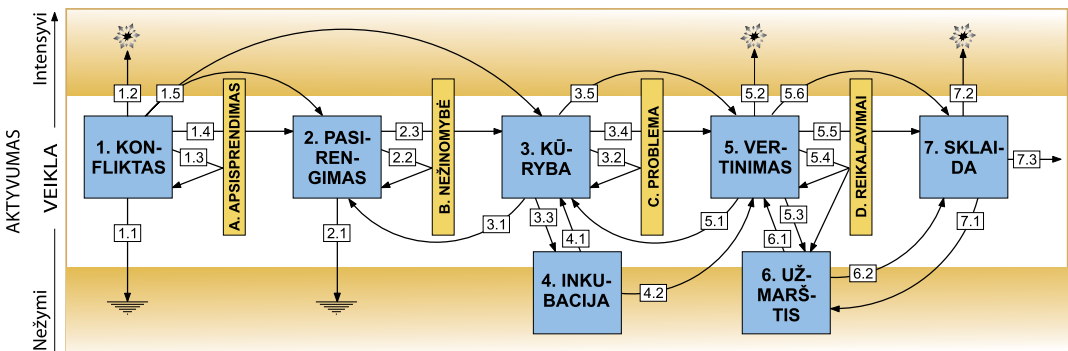 AKTYVUMAS
Intensyvi
VEIKLA
Nežymi
1. KON-
FLIKTAS
1.1
1.2
1.3
1.4
1.5
A. APSISPRENDIMAS
2. PASI-
REN-
GIMAS
2.1
2.2
2.3
B. NEŽINOMYBĖ
3. KŪ-
RYBA
3.1
3.2
3.3
3.4
3.5
C. PROBLEMA
4. INKU-
BACIJA
4.1
4.2
5. VER-
TINIMAS
5.1
5.2
5.3
5.4
5.5
5.6
D. REIKALAVIMAI
6. UŽ-
MARŠ-
TIS
6.1
6.2
7. SKLAI-
DA
7.1
7.2
7.3